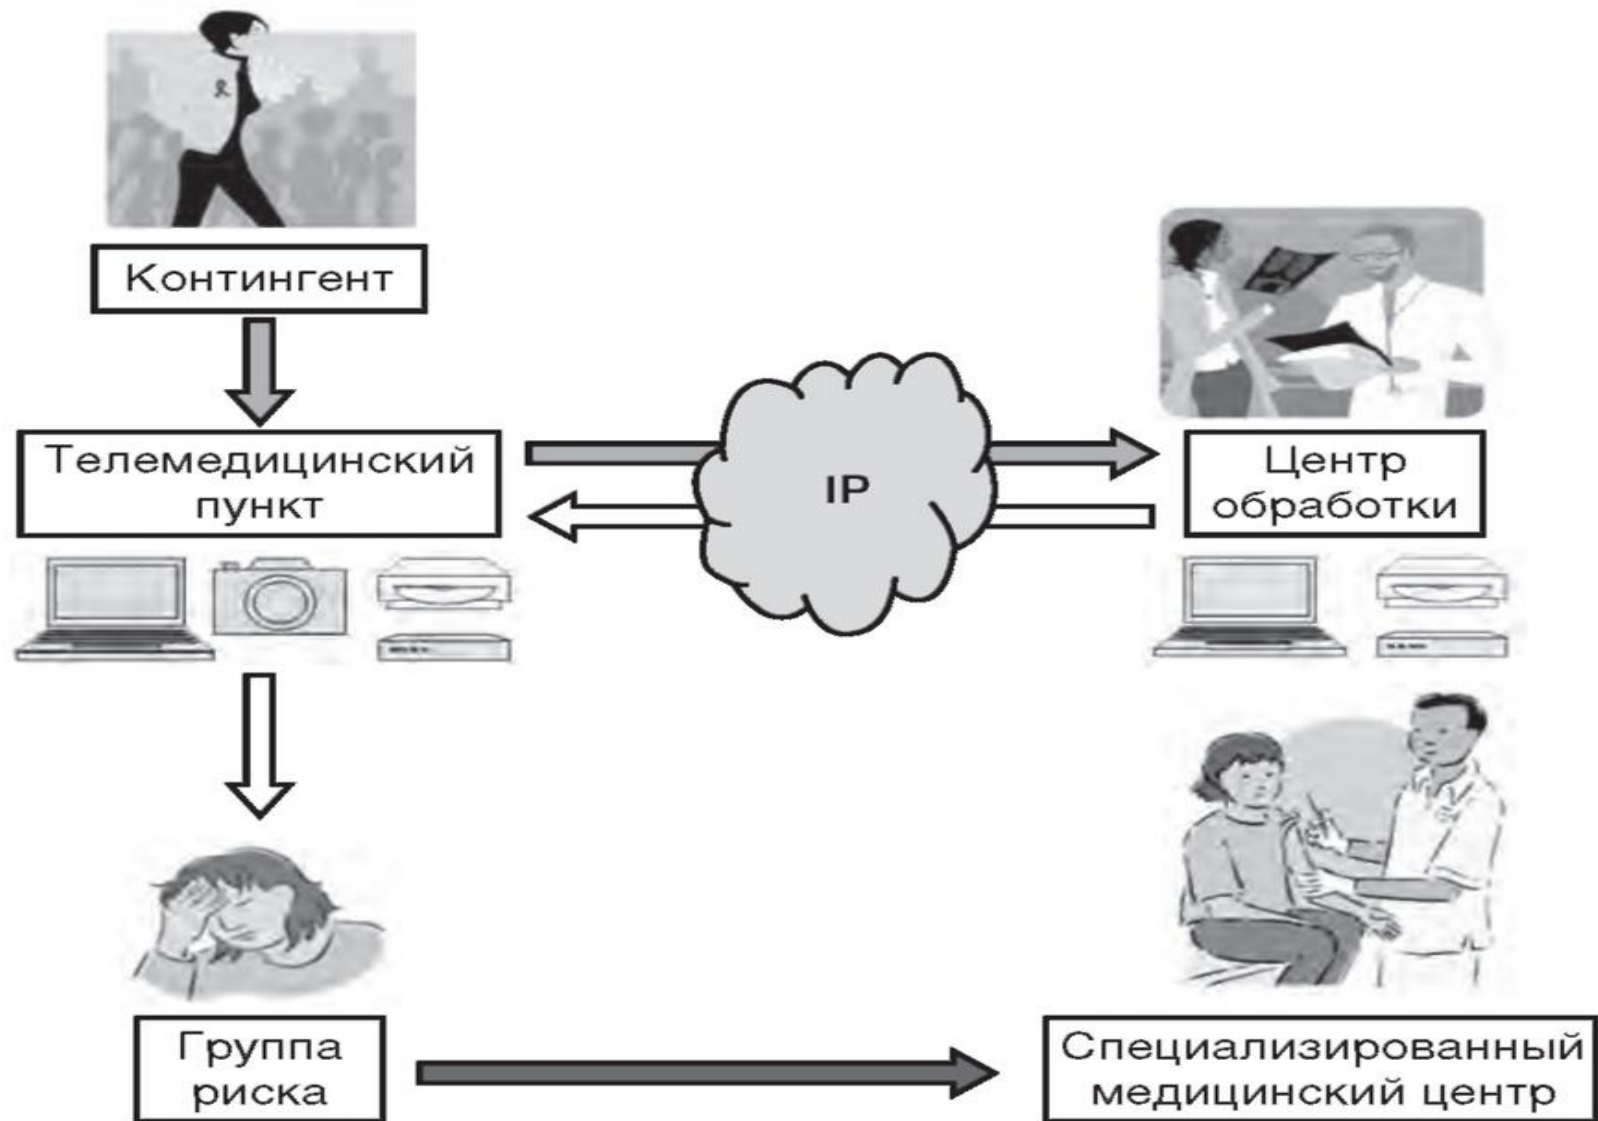 Контингент
Телемедицинский
пункт
IP
Центр
обработки
Группа
риска
Специализированный
медицинский центр